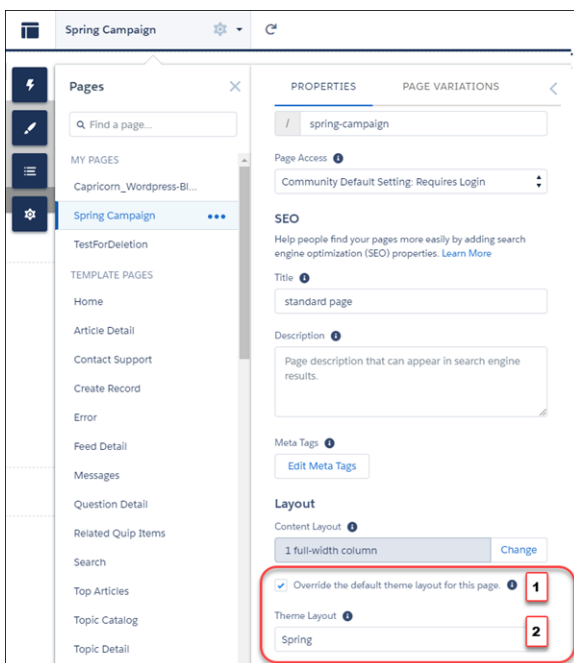 Spring Campaign
Pages
Find a page...
MY PAGES
Capricorn_Wordpress-Bl...
Spring Campaign
TestForDeletion
TEMPLATE PAGES
Home
Article Detail
Contact Support
Create Record
Error
Feed Detail
Messages
Question Detail
Related Quip Items
Search
Top Articles
Topic Catalog
Topic Detail
PROPERTIES PAGE VARIATIONS
/ spring-campaign
Page Access
Community Default Setting: Requires Login
SEO
Help people find your pages more easily by adding search
engine optimization (SEO) properties. Learn More
Title
standard page
Description
Page description that can appear in search engine
results.
Meta Tags
Edit Meta Tags
Layout
Content Layout
1 full-width column Change
Override the default theme layout for this page. 1
Theme Layout
Spring 2